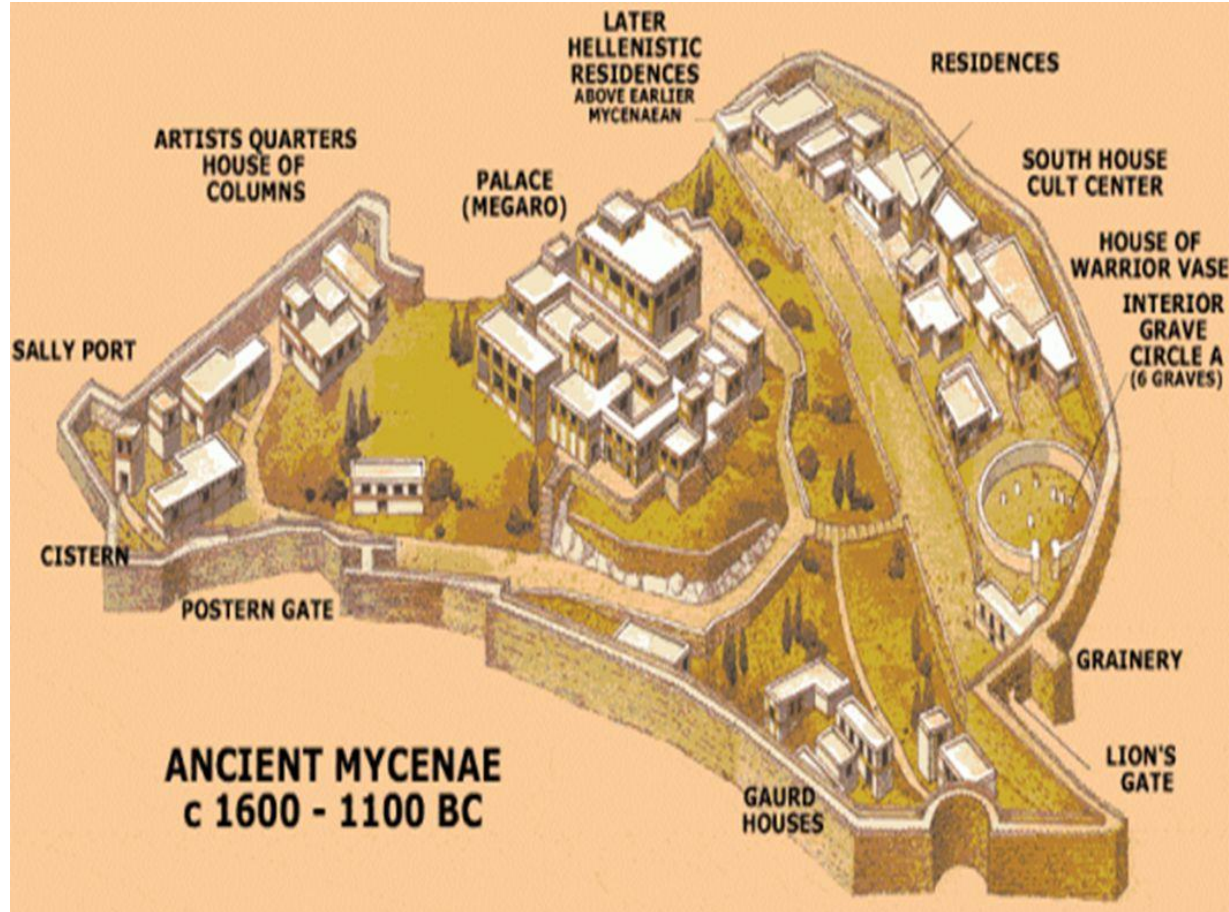 LATER
HELLENISTIC
RESIDENCES
ABOVE EARLIER
MYCENAEAN
RESIDENCES
ARTISTS QUARTERS
HOUSE OF
COLUMNS
PALACE
(MEGARO)
SOUTH HOUSE
CULT CENTER
HOUSE OF
WARRIOR VASE
INTERIOR
GRAVE
CIRCLE A
(6 GRAVES)
SALLY PORT
CISTERN
POSTERN GATE
GRAINERY
LION'S
GATE
GAURD
HOUSES
ANCIENT MYCENAE
c 1600 - 1100 BC